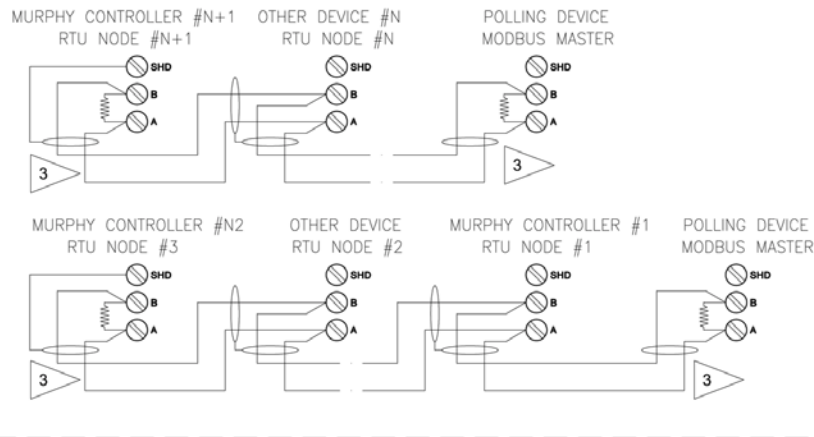 MURPHY CONTROLLER #N+1 OTHER DEVICE #N POLLING DEVICE
RTU NODE #N+1 RTU NODE #N MODBUS MASTER
SHD SHD SHD
B B B
A A A
3 3
MURPHY CONTROLLER #N2 OTHER DEVICE MURPHY CONTROLLER #1 POLLING DEVICE
RTU NODE #3 RTU NODE #2 RTU NODE #1 MODBUS MASTER
SHD SHD SHD SHD
B B B B
A A A A
3 3